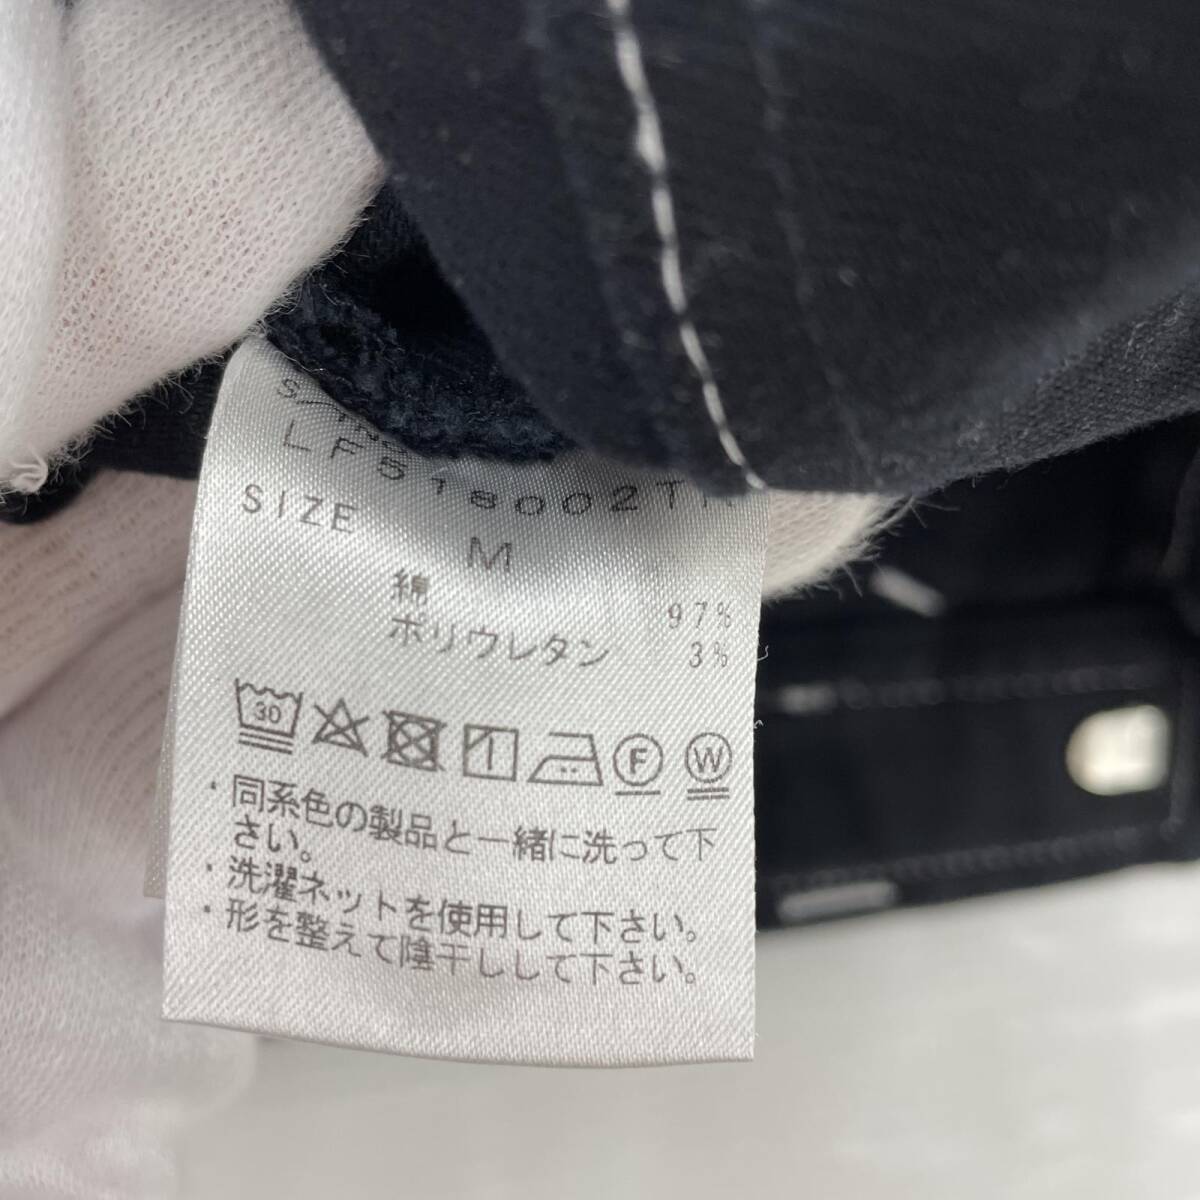 LF518002T
SIZE M
綿 97%
ポリウレタン 3%
30 F W
・同系色の製品と一緒に洗って下
さい。
・洗濯ネットを使用して下さい。
・形を整えて陰干しして下さい。